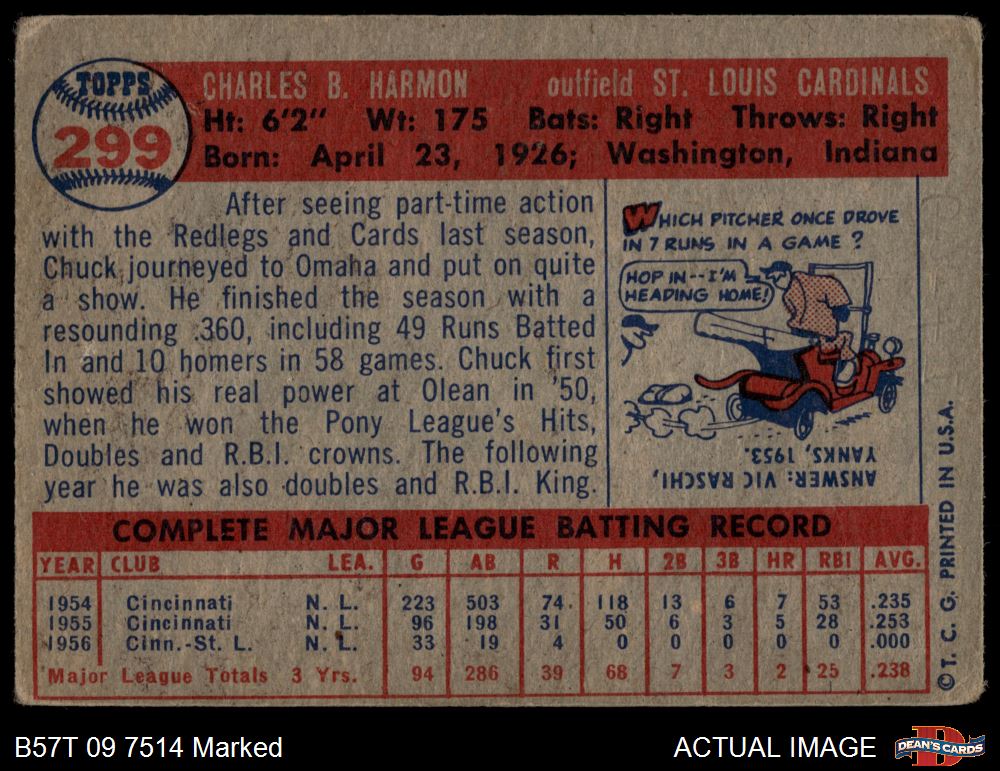 TOPPS
299
CHARLES B. HARMON outfield ST. LOUIS CARDINALS
Ht: 6'2" Wt: 175 Bats: Right Throws: Right
Born: April 23, 1926; Washington, Indiana
After seeing part-time action
with the Redlegs and Cards last season,
Chuck journeyed to Omaha and put on quite
a show. He finished the season with a
resounding .360, including 49 Runs Batted
In and 10 homers in 58 games. Chuck first
showed his real power at Olean in '50,
when he won the Pony League's Hits,
Doubles and R.B.I. crowns. The following
year he was also doubles and R.B.I. King.
WHICH PITCHER ONCE DROVE
IN 7 RUNS IN A GAME ?
HOP IN--I'M
HEADING HOME!
ANSWER: VIC RASCHI,
YANKS, 1953.
COMPLETE MAJOR LEAGUE BATTING RECORD
YEAR CLUB LEA. G AB R H 2B 3B HR RBI AVG.
1954 Cincinnati N. L. 223 503 74 118 13 6 7 53 .235
1955 Cincinnati N. L. 96 198 31 50 6 3 5 28 .253
1956 Cinn.-St. L. N. L. 33 19 4 0 0 0 0 0 .000
Major League Totals 3 Yrs. 94 286 39 68 7 3 2 25 .238
© T. C. G. PRINTED IN U.S.A.
B57T 09 7514 Marked
ACTUAL IMAGE
D
DEAN'S CARDS